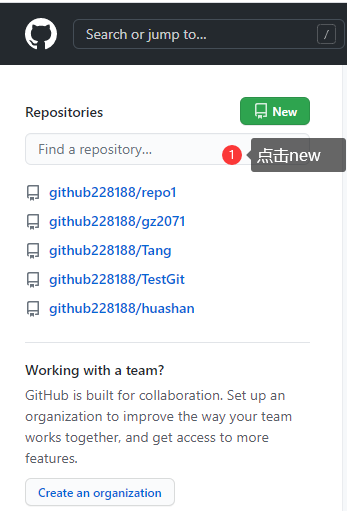 Search or jump to...
/
Repositories
New
Find a repository...
1
点击new
github228188/repo1
github228188/gz2071
github228188/Tang
github228188/TestGit
github228188/huashan
Working with a team?
GitHub is built for collaboration. Set up an
organization to improve the way your team
works together, and get access to more
features.
Create an organization